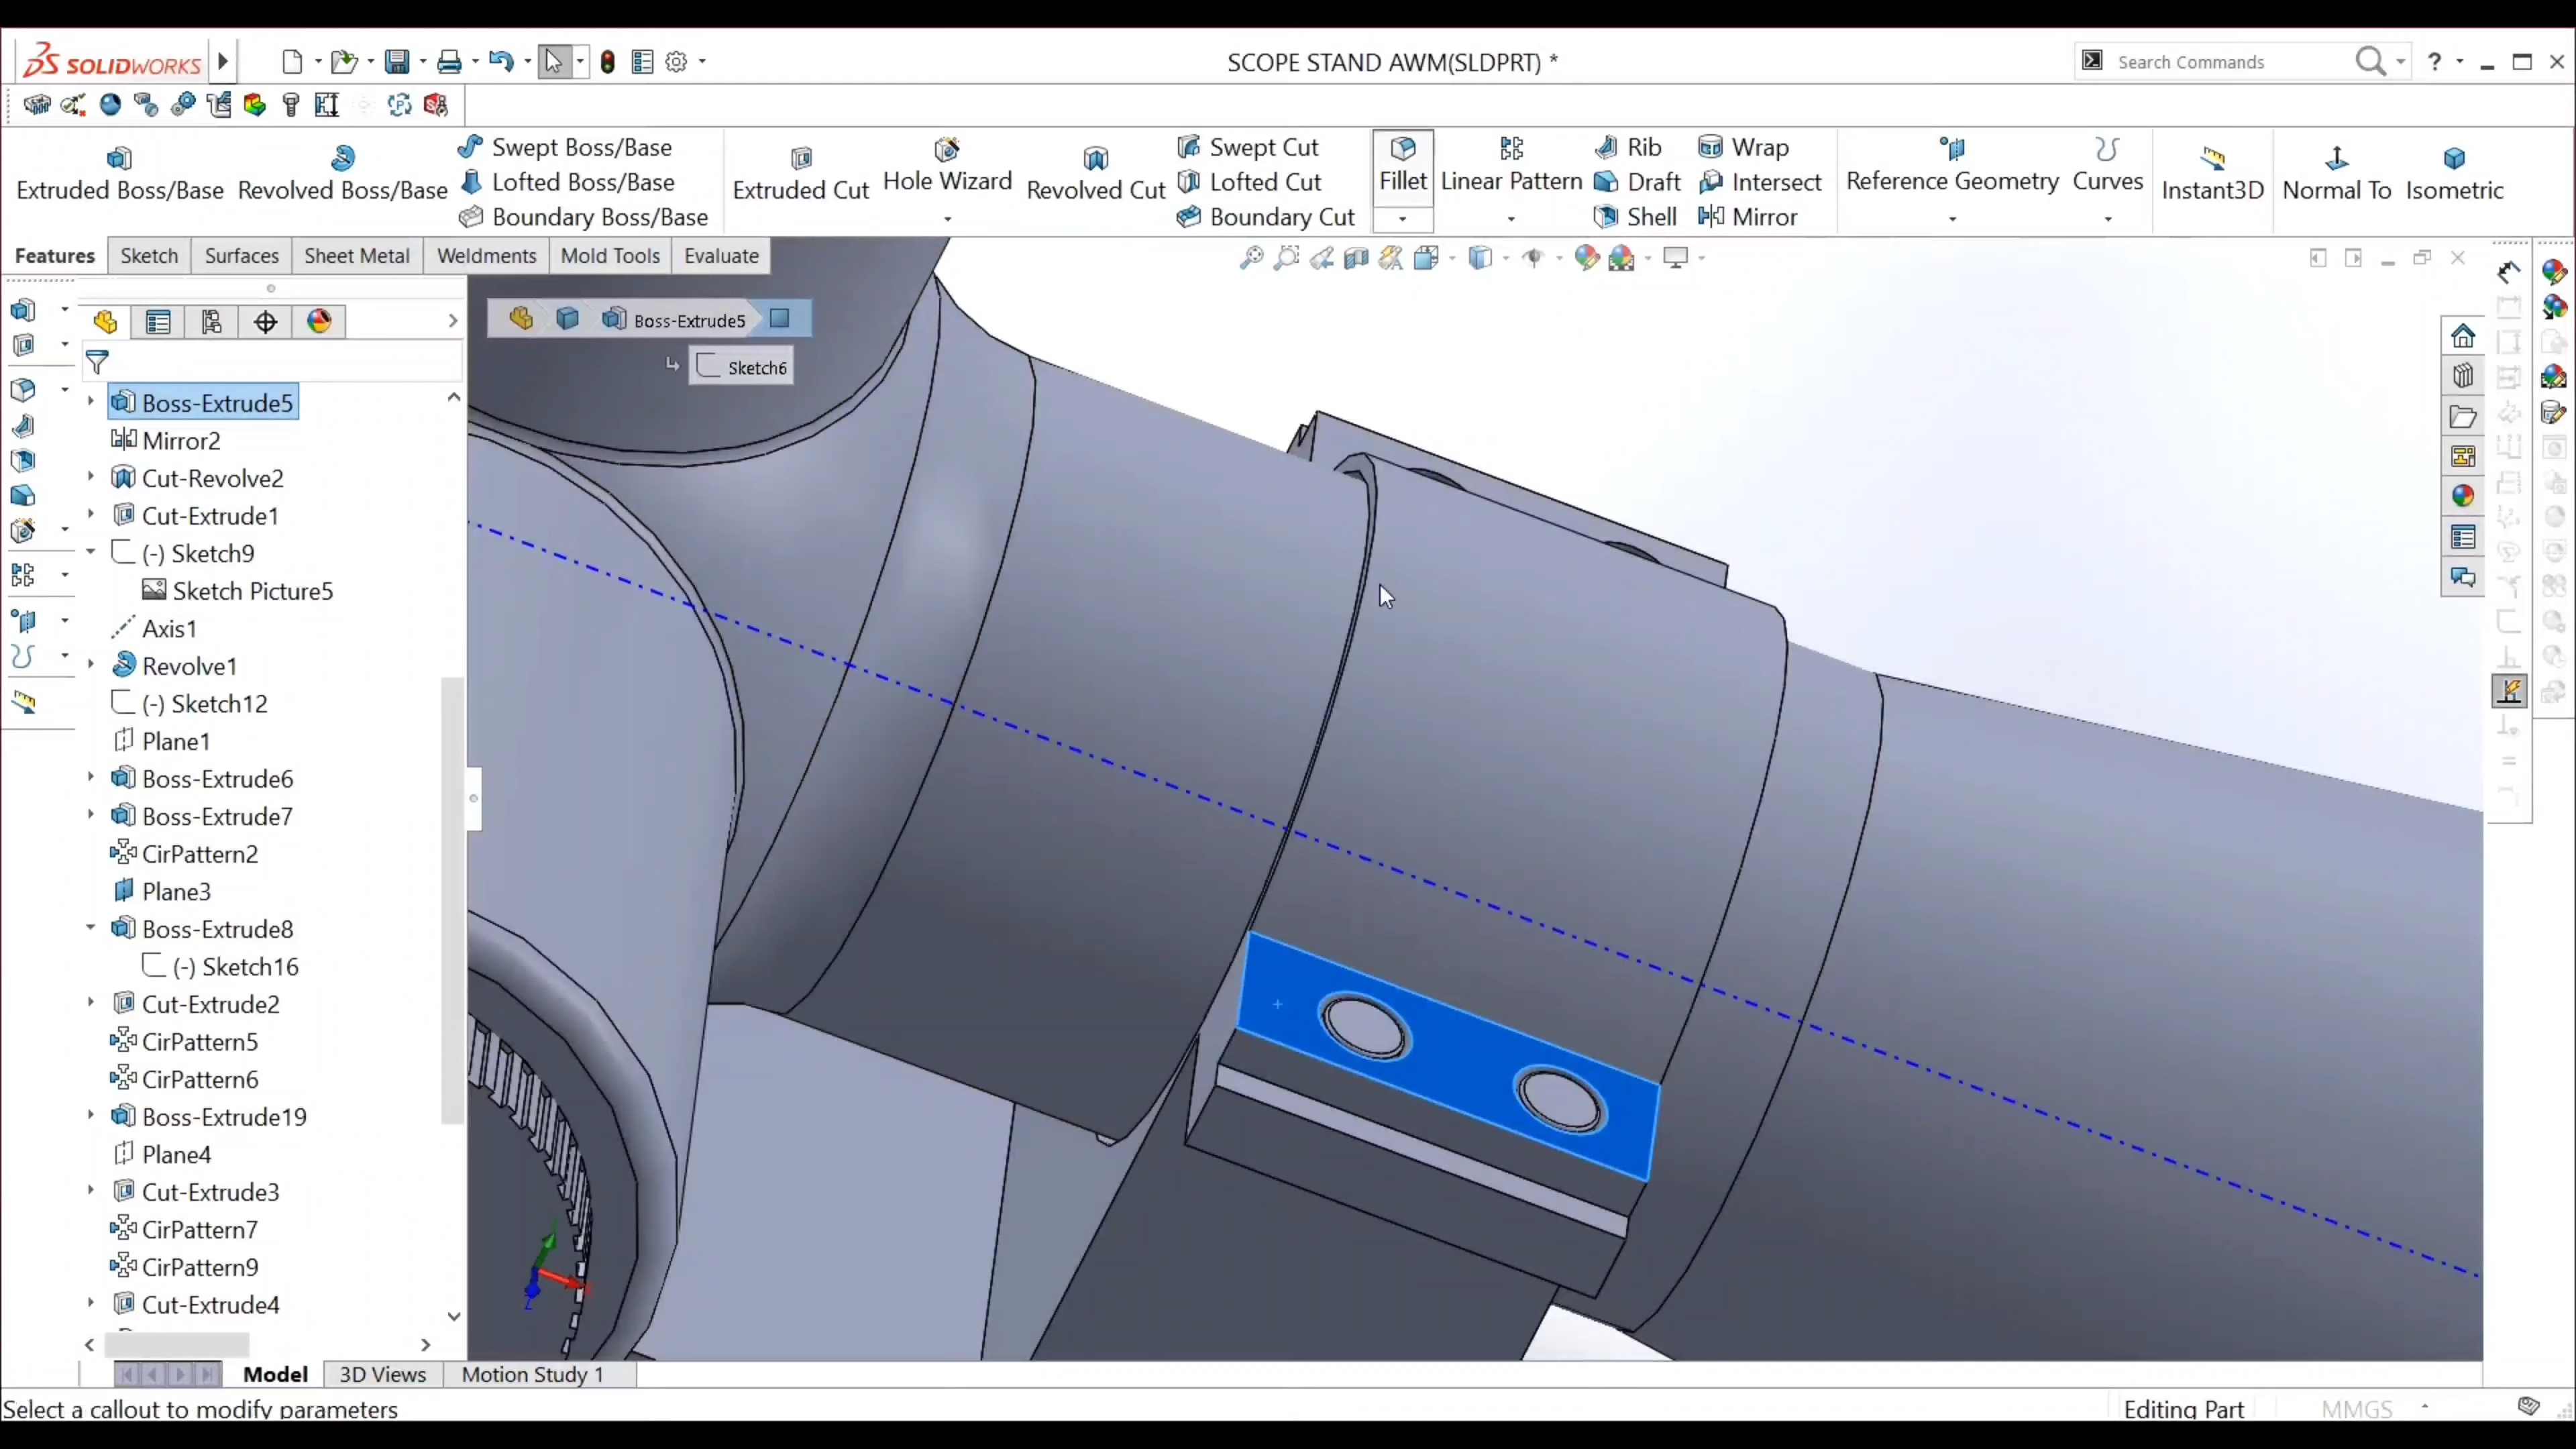 SOLIDWORKS
SCOPE STAND AWM(SLDPRT) *
Search Commands
?
Extruded Boss/Base
Revolved Boss/Base
Swept Boss/Base
Lofted Boss/Base
Boundary Boss/Base
Extruded Cut
Hole Wizard
Revolved Cut
Swept Cut
Lofted Cut
Boundary Cut
Fillet
Linear Pattern
Rib
Draft
Shell
Wrap
Intersect
Mirror
Reference Geometry
Curves
Instant3D
Normal To
Isometric
Features
Sketch
Surfaces
Sheet Metal
Weldments
Mold Tools
Evaluate
Boss-Extrude5
Sketch6
Boss-Extrude5
Mirror2
Cut-Revolve2
Cut-Extrude1
(-) Sketch9
Sketch Picture5
Axis1
Revolve1
(-) Sketch12
Plane1
Boss-Extrude6
Boss-Extrude7
CirPattern2
Plane3
Boss-Extrude8
(-) Sketch16
Cut-Extrude2
CirPattern5
CirPattern6
Boss-Extrude19
Plane4
Cut-Extrude3
CirPattern7
CirPattern9
Cut-Extrude4
Model
3D Views
Motion Study 1
Select a callout to modify parameters
Editing Part
MMGS